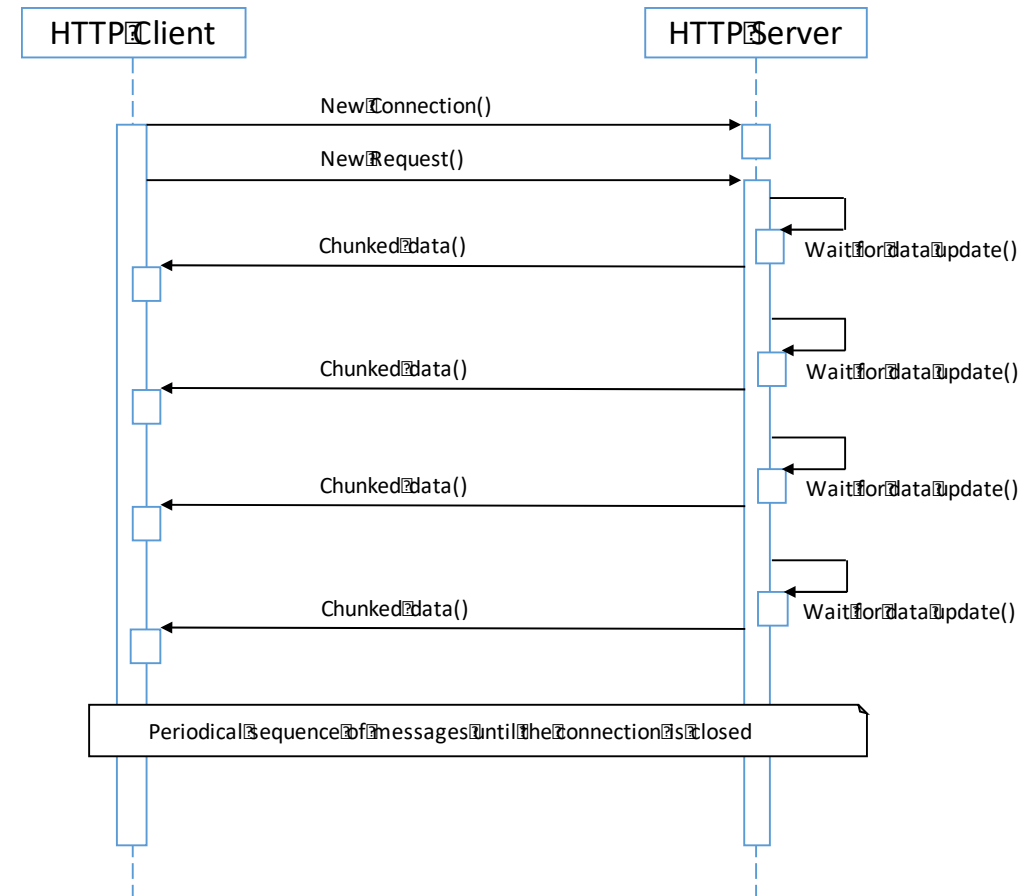 HTTP Client
HTTP Server
New Connection()
New Request()
Wait for data update()
Chunked data()
Wait for data update()
Chunked data()
Wait for data update()
Chunked data()
Wait for data update()
Chunked data()
Periodical sequence of messages until the connection is closed